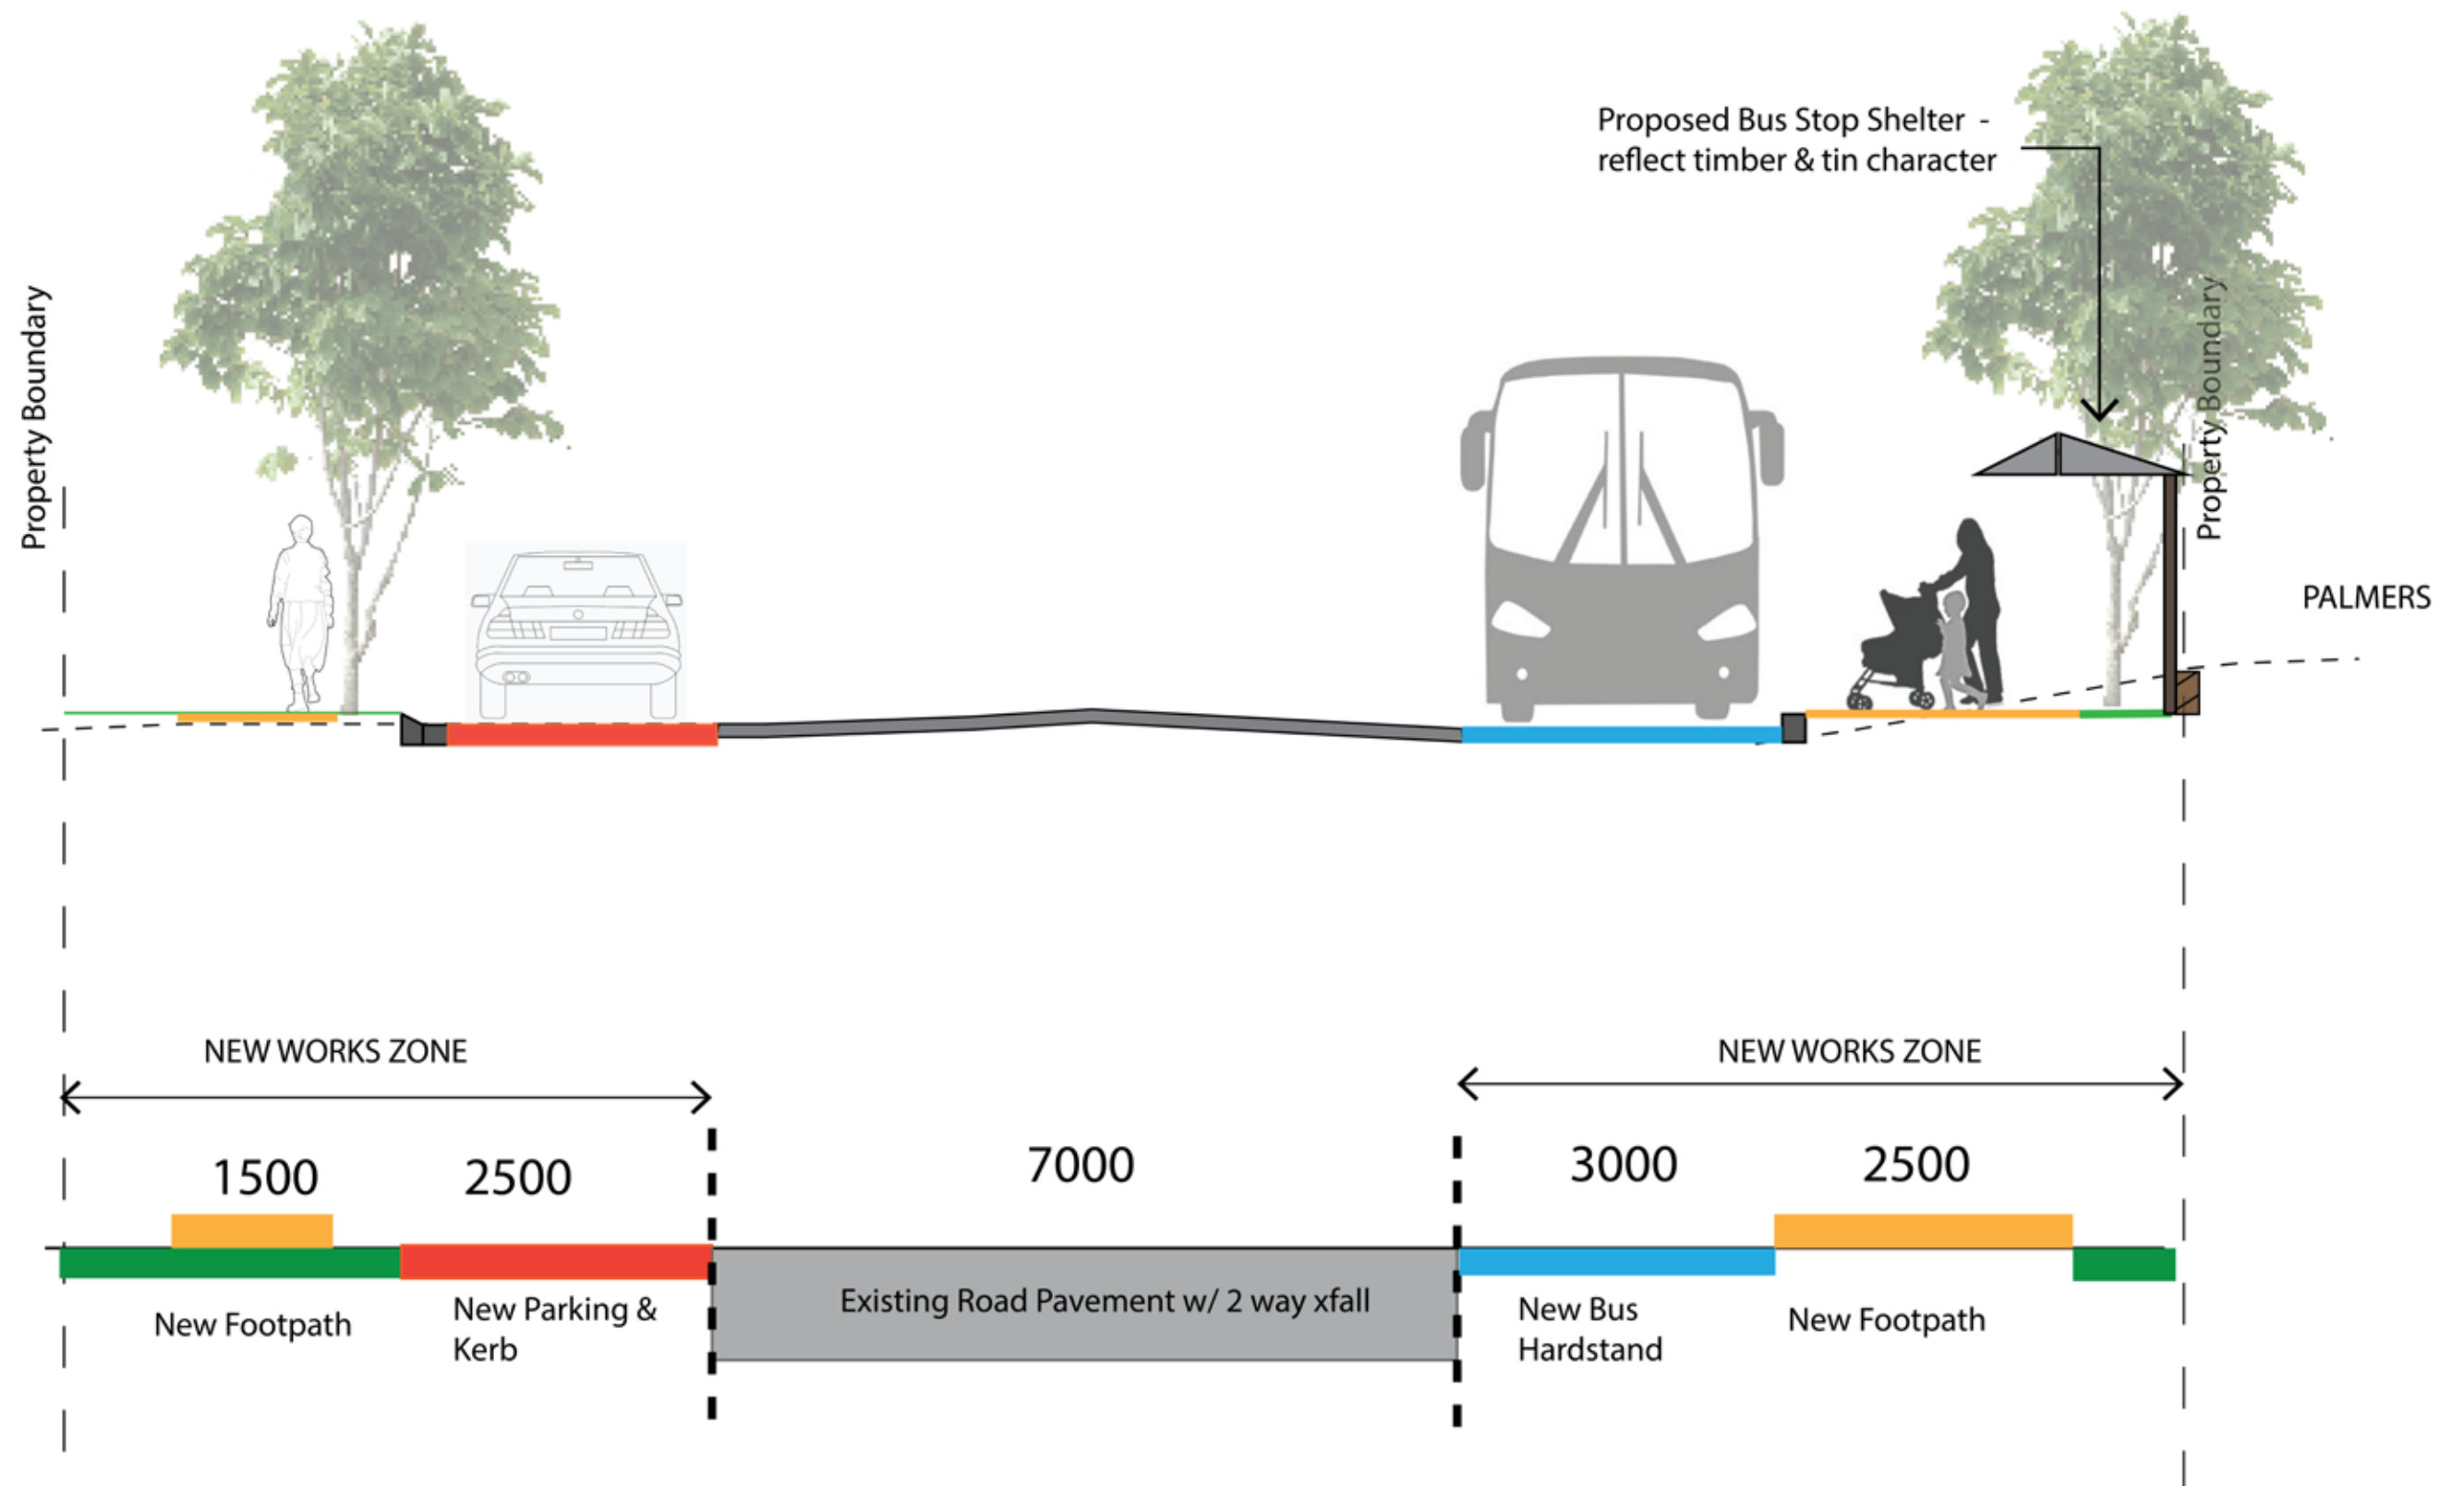 Proposed Bus Stop Shelter -
reflect timber & tin character
Property Boundary
Property Boundary
PALMERS
NEW WORKS ZONE
NEW WORKS ZONE
1500
2500
7000
3000
2500
New Footpath
New Parking &
Kerb
Existing Road Pavement w/ 2 way xfall
New Bus
Hardstand
New Footpath